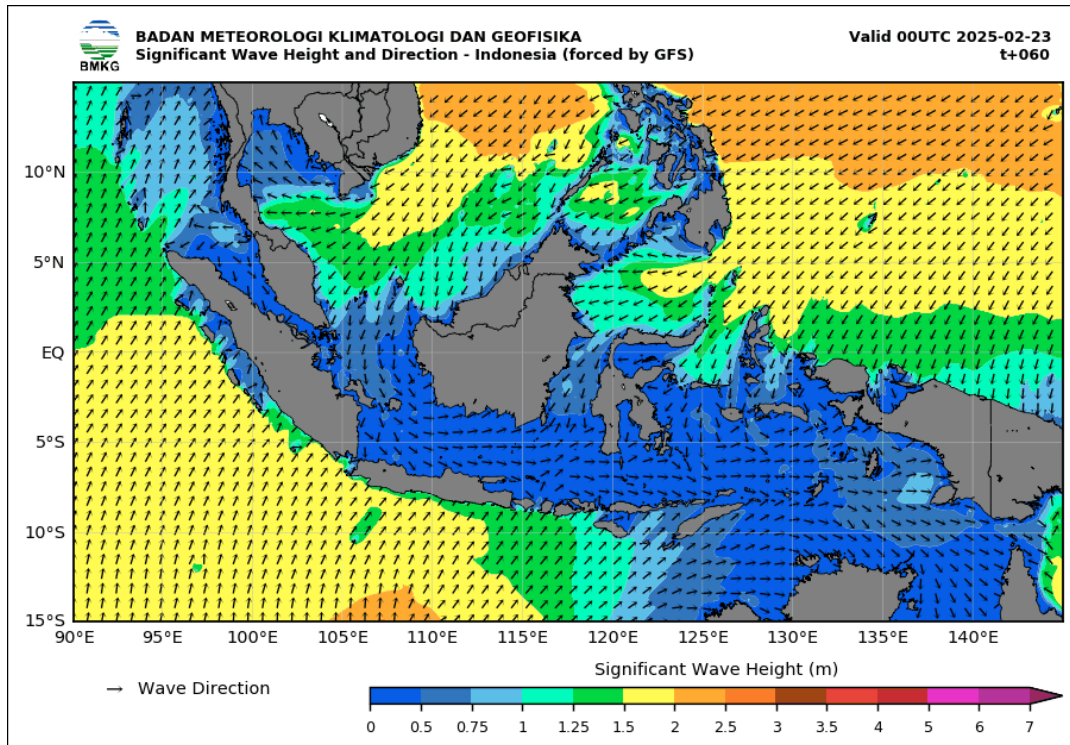 BADAN METEOROLOGI KLIMATOLOGI DAN GEOFISIKA
Significant Wave Height and Direction - Indonesia (forced by GFS)
Valid 00UTC 2025-02-23
t+060
BMKG
10°N
5°N
EQ
5°S
10°S
15°S
90°E 95°E 100°E 105°E 110°E 115°E 120°E 125°E 130°E 135°E 140°E
→ Wave Direction
Significant Wave Height (m)
0 0.5 0.75 1 1.25 1.5 2 2.5 3 3.5 4 5 6 7